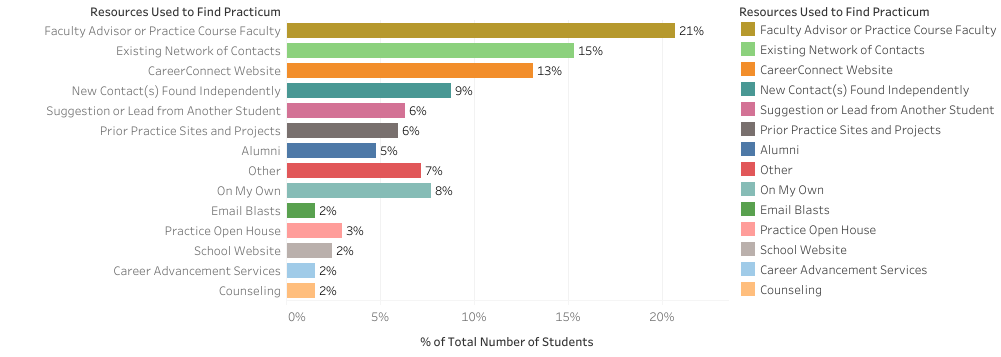 Resources Used to Find Practicum
Faculty Advisor or Practice Course Faculty 21%
Existing Network of Contacts 15%
CareerConnect Website 13%
New Contact(s) Found Independently 9%
Suggestion or Lead from Another Student 6%
Prior Practice Sites and Projects 6%
Alumni 5%
Other 7%
On My Own 8%
Email Blasts 2%
Practice Open House 3%
School Website 2%
Career Advancement Services 2%
Counseling 2%
0% 5% 10% 15% 20%
% of Total Number of Students
Resources Used to Find Practicum
Faculty Advisor or Practice Course Faculty
Existing Network of Contacts
CareerConnect Website
New Contact(s) Found Independently
Suggestion or Lead from Another Student
Prior Practice Sites and Projects
Alumni
Other
On My Own
Email Blasts
Practice Open House
School Website
Career Advancement Services
Counseling